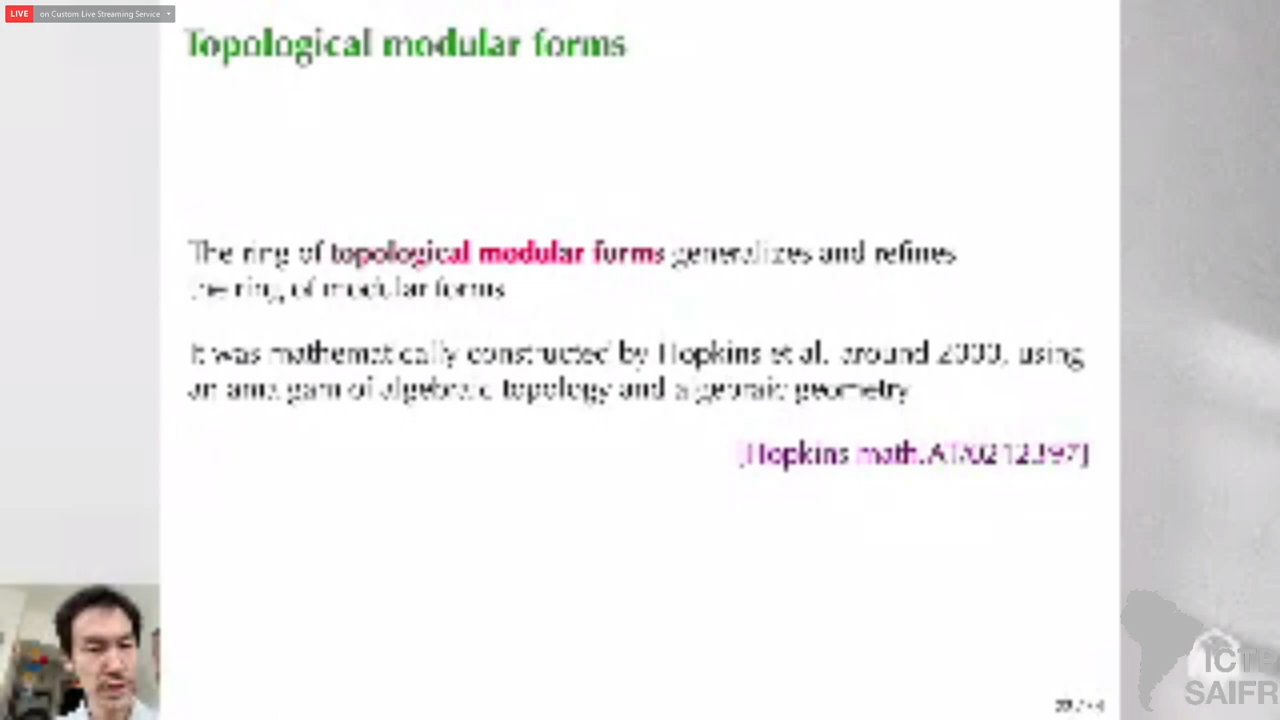 LIVE on Custom Live Streaming Service
Topological modular forms
The ring of topological modular forms generalizes and refines
the ring of modular forms
It was mathematically constructed by Hopkins et al. around 2000, using
an amalgam of algebraic topology and algebraic geometry
[Hopkins math.AT/0212397]
ICTP
SAIFR